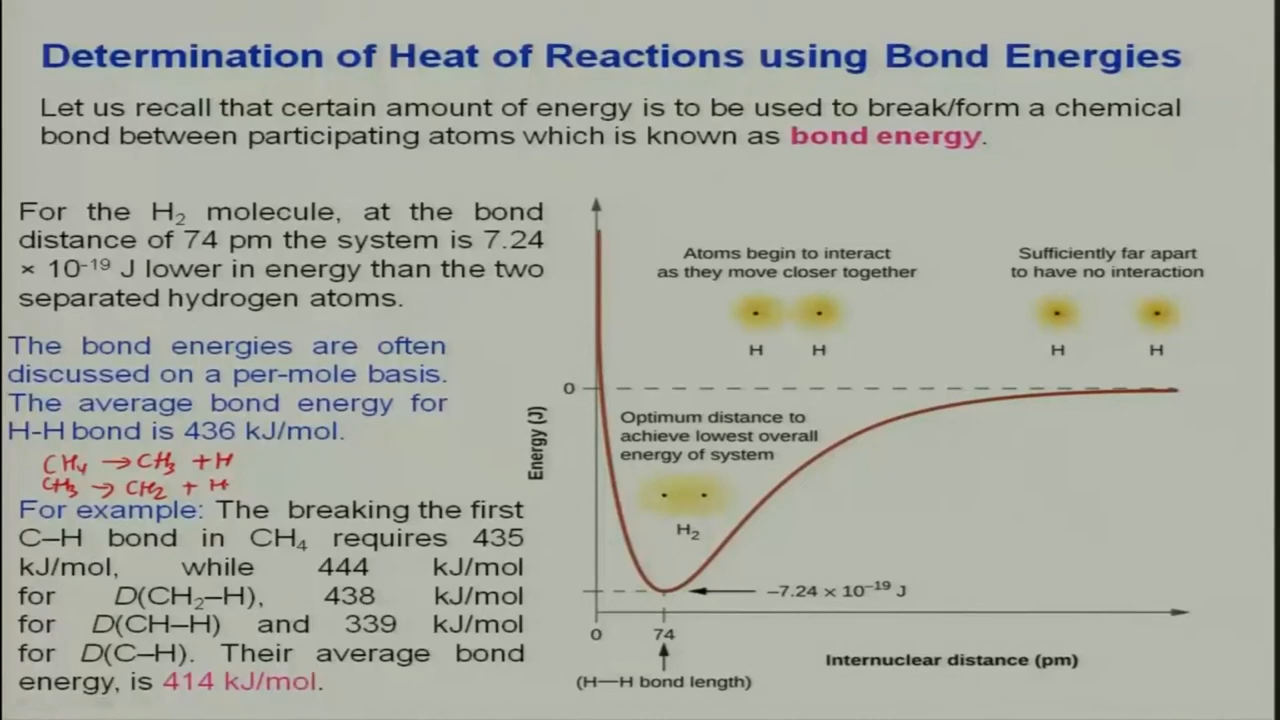 Determination of Heat of Reactions using Bond Energies
Let us recall that certain amount of energy is to be used to break/form a chemical
bond between participating atoms which is known as bond energy.
For the H₂ molecule, at the bond
distance of 74 pm the system is 7.24
× 10⁻¹⁹ J lower in energy than the two
separated hydrogen atoms.
The bond energies are often
discussed on a per-mole basis.
The average bond energy for
H-H bond is 436 kJ/mol.
CH₄ → CH₃ + H
CH₃ → CH₂ + H
For example: The breaking the first
C–H bond in CH₄ requires 435
kJ/mol, while 444 kJ/mol
for D(CH₂–H), 438 kJ/mol
for D(CH–H) and 339 kJ/mol
for D(C–H). Their average bond
energy, is 414 kJ/mol.
Atoms begin to interact
as they move closer together
H H
Sufficiently far apart
to have no interaction
H H
0
Energy (J)
Optimum distance to
achieve lowest overall
energy of system
H₂
–7.24 × 10⁻¹⁹ J
0 74
Internuclear distance (pm)
(H—H bond length)